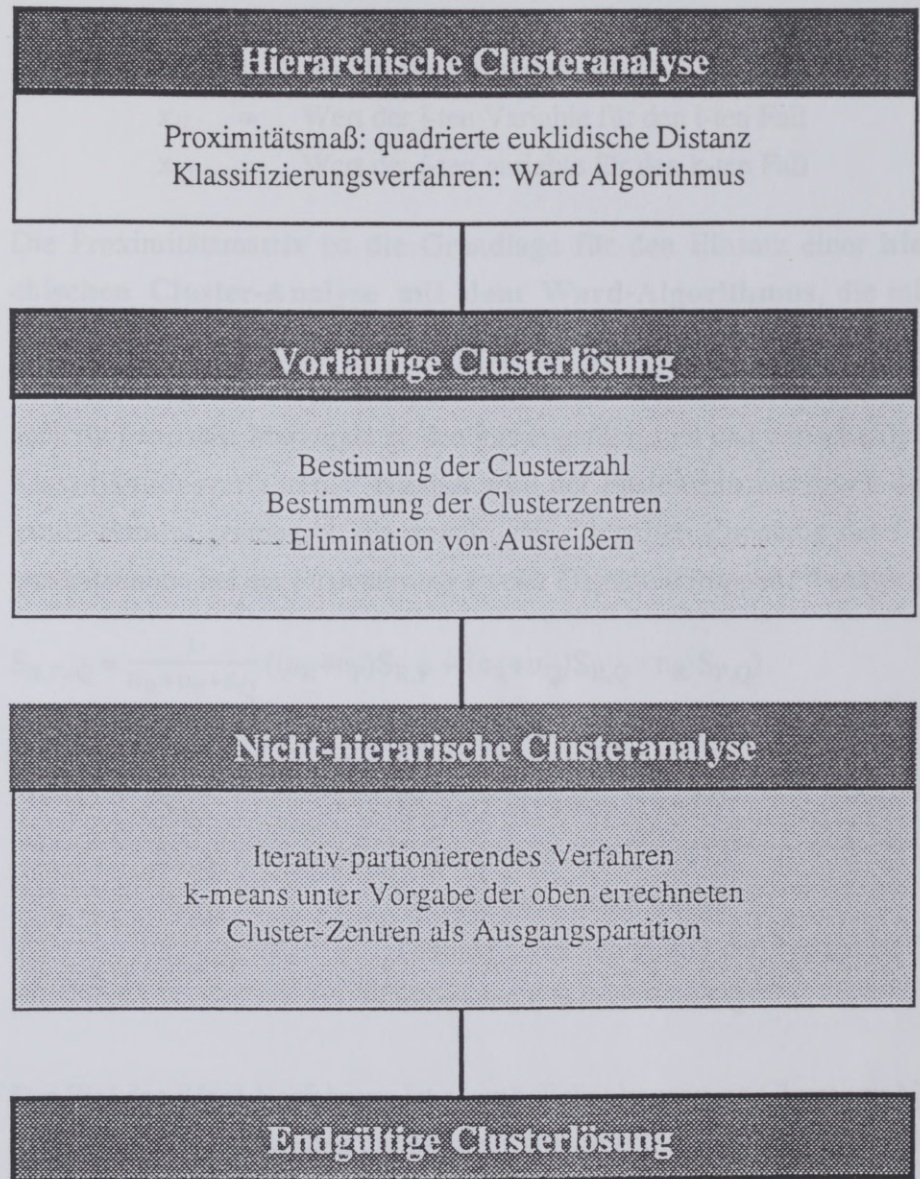 Hierarchische Clusteranalyse
Proximitätsmaß: quadrierte euklidische Distanz
Klassifizierungsverfahren: Ward Algorithmus
Vorläufige Clusterlösung
Bestimung der Clusterzahl
Bestimmung der Clusterzentren
Elimination von Ausreißern
Nicht-hierarische Clusteranalyse
Iterativ-partionierendes Verfahren
k-means unter Vorgabe der oben errechneten
Cluster-Zentren als Ausgangspartition
Endgültige Clusterlösung